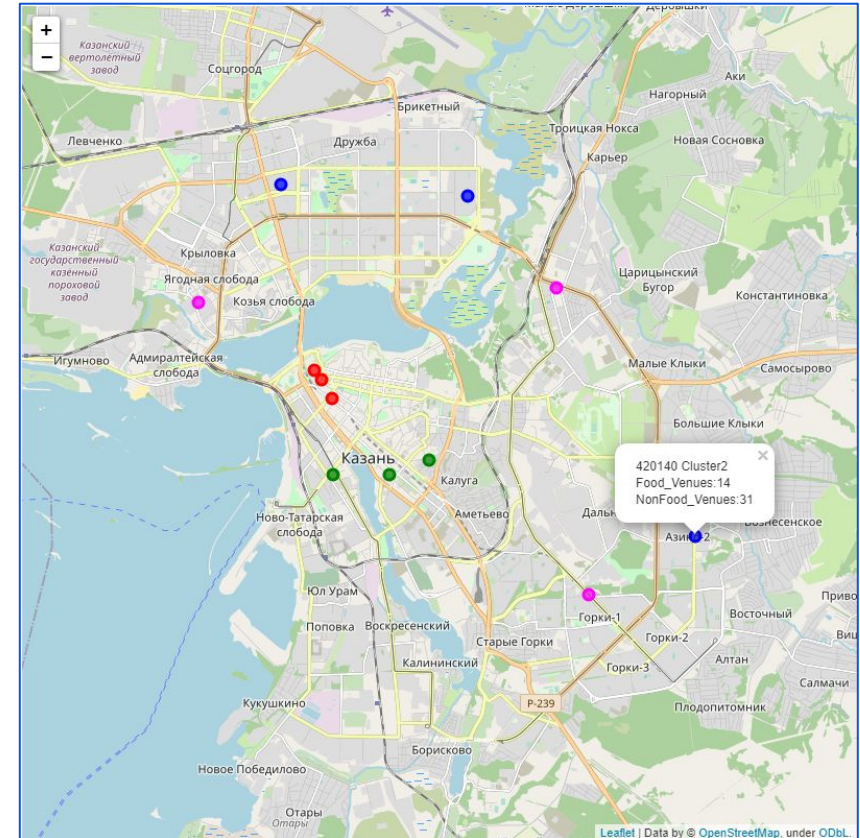 Дербышки
+
−
Казанский
вертолётный
завод
Соцгород
Аки
Нагорный
Брикетный
Троицкая Нокса
Левченко
Дружба
Новая Сосновка
Карьер
Казанский
государственный
казённый
пороховой
завод
Крыловка
Ягодная слобода
Козья слобода
Царицынский
Бугор
Константиновка
Игумново
Адмиралтейская
слобода
Малые Клыки
Самосырово
Большие Клыки
Казань
Калуга
420140 Cluster2
Food_Venues:14
NonFood_Venues:31
×
Ново-Татарская
слобода
Аметьево
Вознесенское
Юл Урам
Поповка
Воскресенский
Горки-1
Восточный
Старые Горки
Горки-2
Калининский
Горки-3
Алтан
Салмачи
Кукушкино
Р-239
Плодопитомник
Борисково
Новое Победилово
Отары
Отары
Leaflet | Data by © OpenStreetMap, under ODbL.